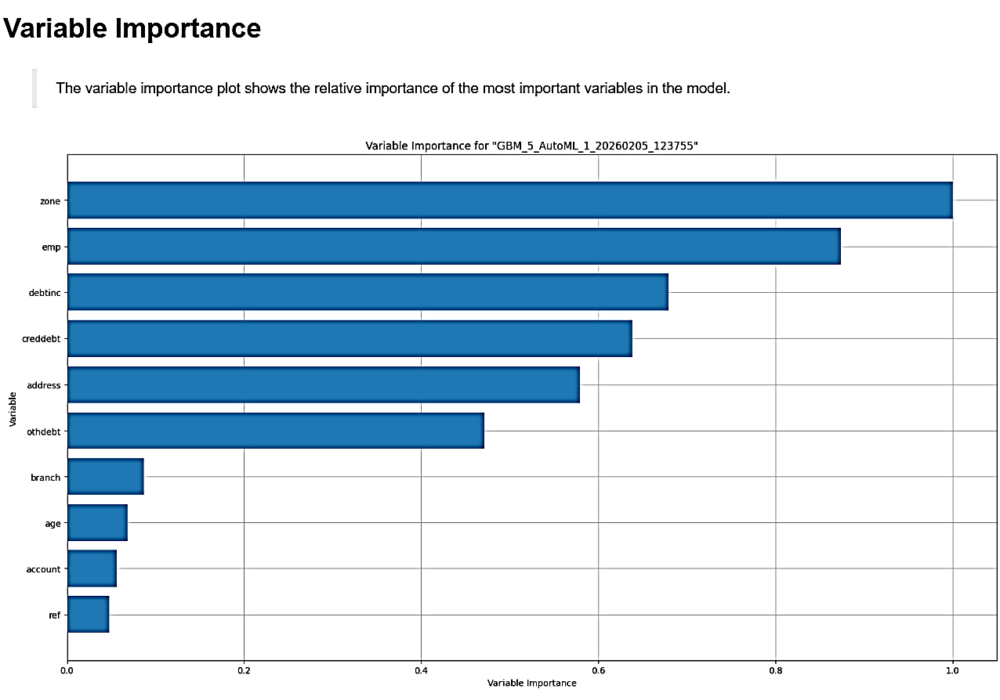 Variable Importance
The variable importance plot shows the relative importance of the most important variables in the model.
Variable Importance for "GBM_5_AutoML_1_20260205_123755"
Variable
zone
emp
debtinc
creddebt
address
othdebt
branch
age
account
ref
0.0 0.2 0.4 0.6 0.8 1.0
Variable Importance